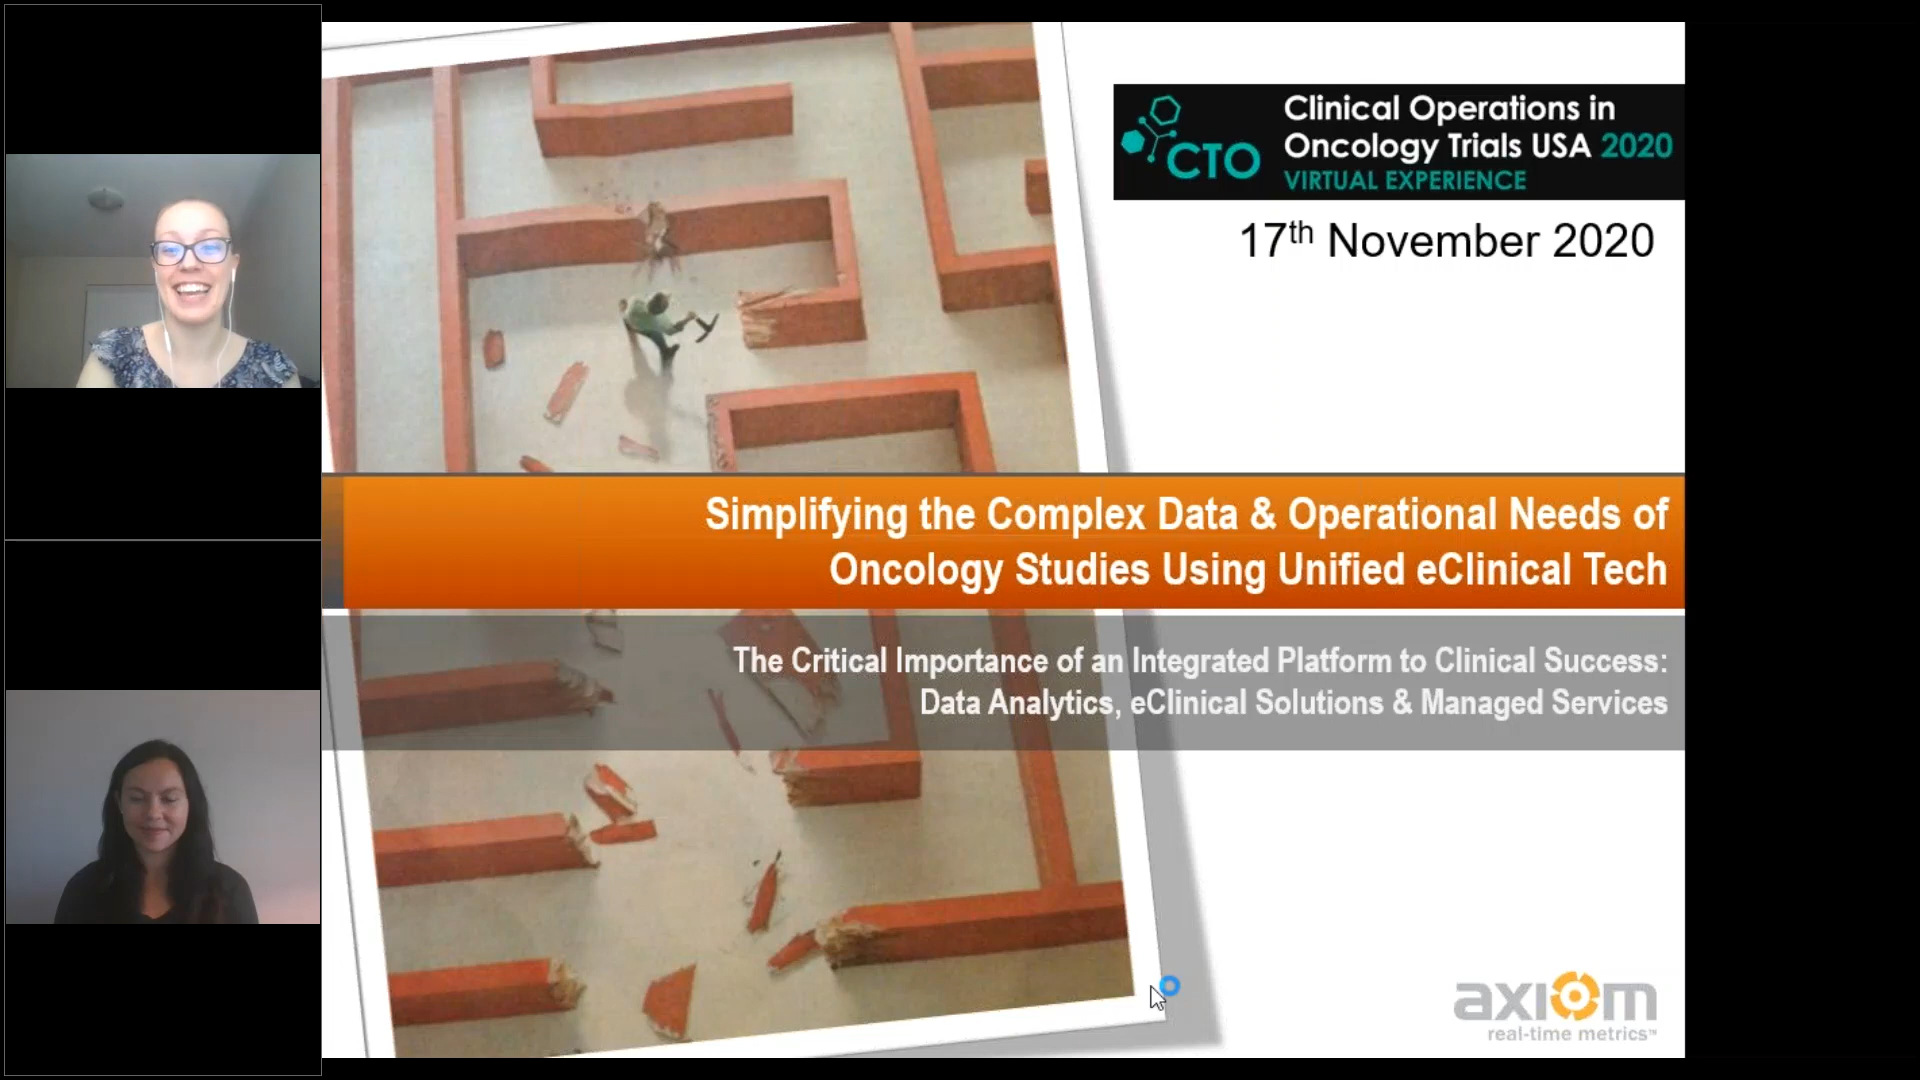 CTO
Clinical Operations in
Oncology Trials USA 2020
VIRTUAL EXPERIENCE
17th November 2020
Simplifying the Complex Data & Operational Needs of
Oncology Studies Using Unified eClinical Tech
The Critical Importance of an Integrated Platform to Clinical Success:
Data Analytics, eClinical Solutions & Managed Services
axiom
real-time metrics™